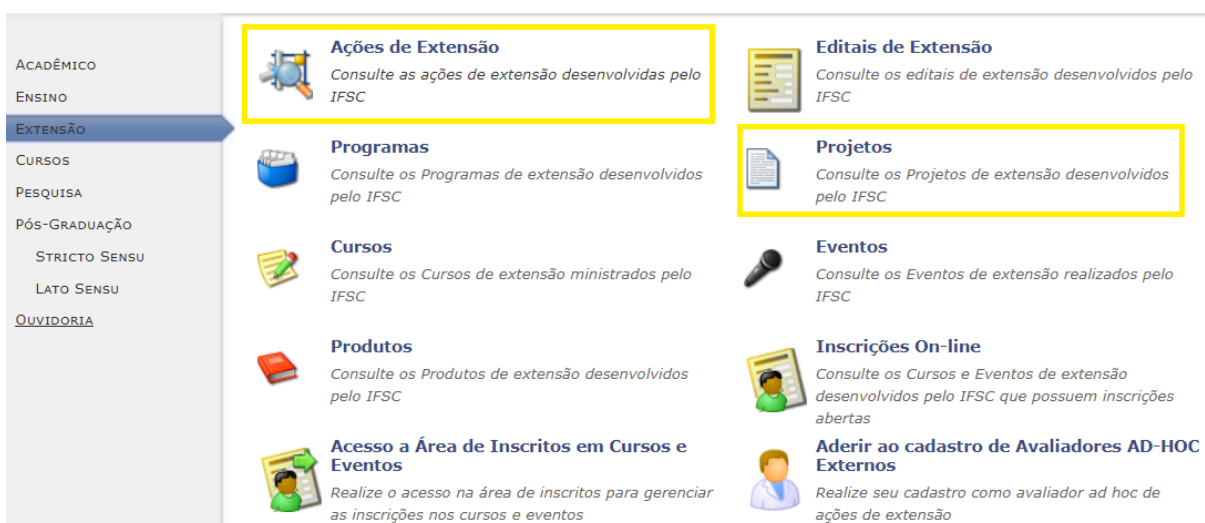 ACADÊMICO
ENSINO
EXTENSÃO
CURSOS
PESQUISA
PÓS-GRADUAÇÃO
STRICTO SENSU
LATO SENSU
OUVIDORIA
Ações de Extensão
Consulte as ações de extensão desenvolvidas pelo
IFSC
Editais de Extensão
Consulte os editais de extensão desenvolvidos pelo
IFSC
Programas
Consulte os Programas de extensão desenvolvidos
pelo IFSC
Projetos
Consulte os Projetos de extensão desenvolvidos
pelo IFSC
Cursos
Consulte os Cursos de extensão ministrados pelo
IFSC
Eventos
Consulte os Eventos de extensão realizados pelo
IFSC
Produtos
Consulte os Produtos de extensão desenvolvidos
pelo IFSC
Inscrições On-line
Consulte os Cursos e Eventos de extensão
desenvolvidos pelo IFSC que possuem inscrições
abertas
Acesso a Área de Inscritos em Cursos e
Eventos
Realize o acesso na área de inscritos para gerenciar
as inscrições nos cursos e eventos
Aderir ao cadastro de Avaliadores AD-HOC
Externos
Realize seu cadastro como avaliador ad hoc de
ações de extensão